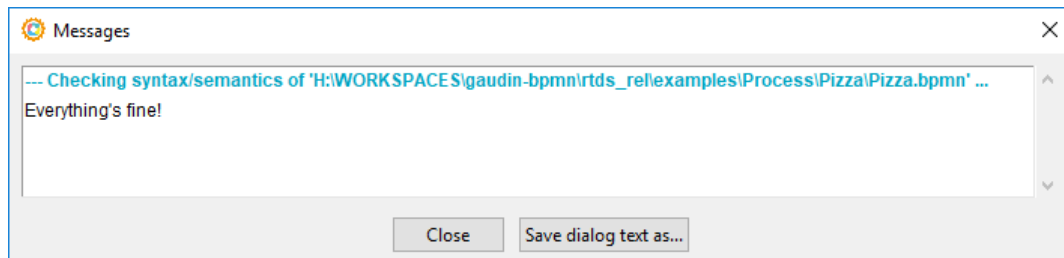 Messages
--- Checking syntax/semantics of 'H:\WORKSPACES\gaudin-bpmn\rtds_rel\examples\Process\Pizza\Pizza.bpmn' ...
Everything's fine!
Close
Save dialog text as...